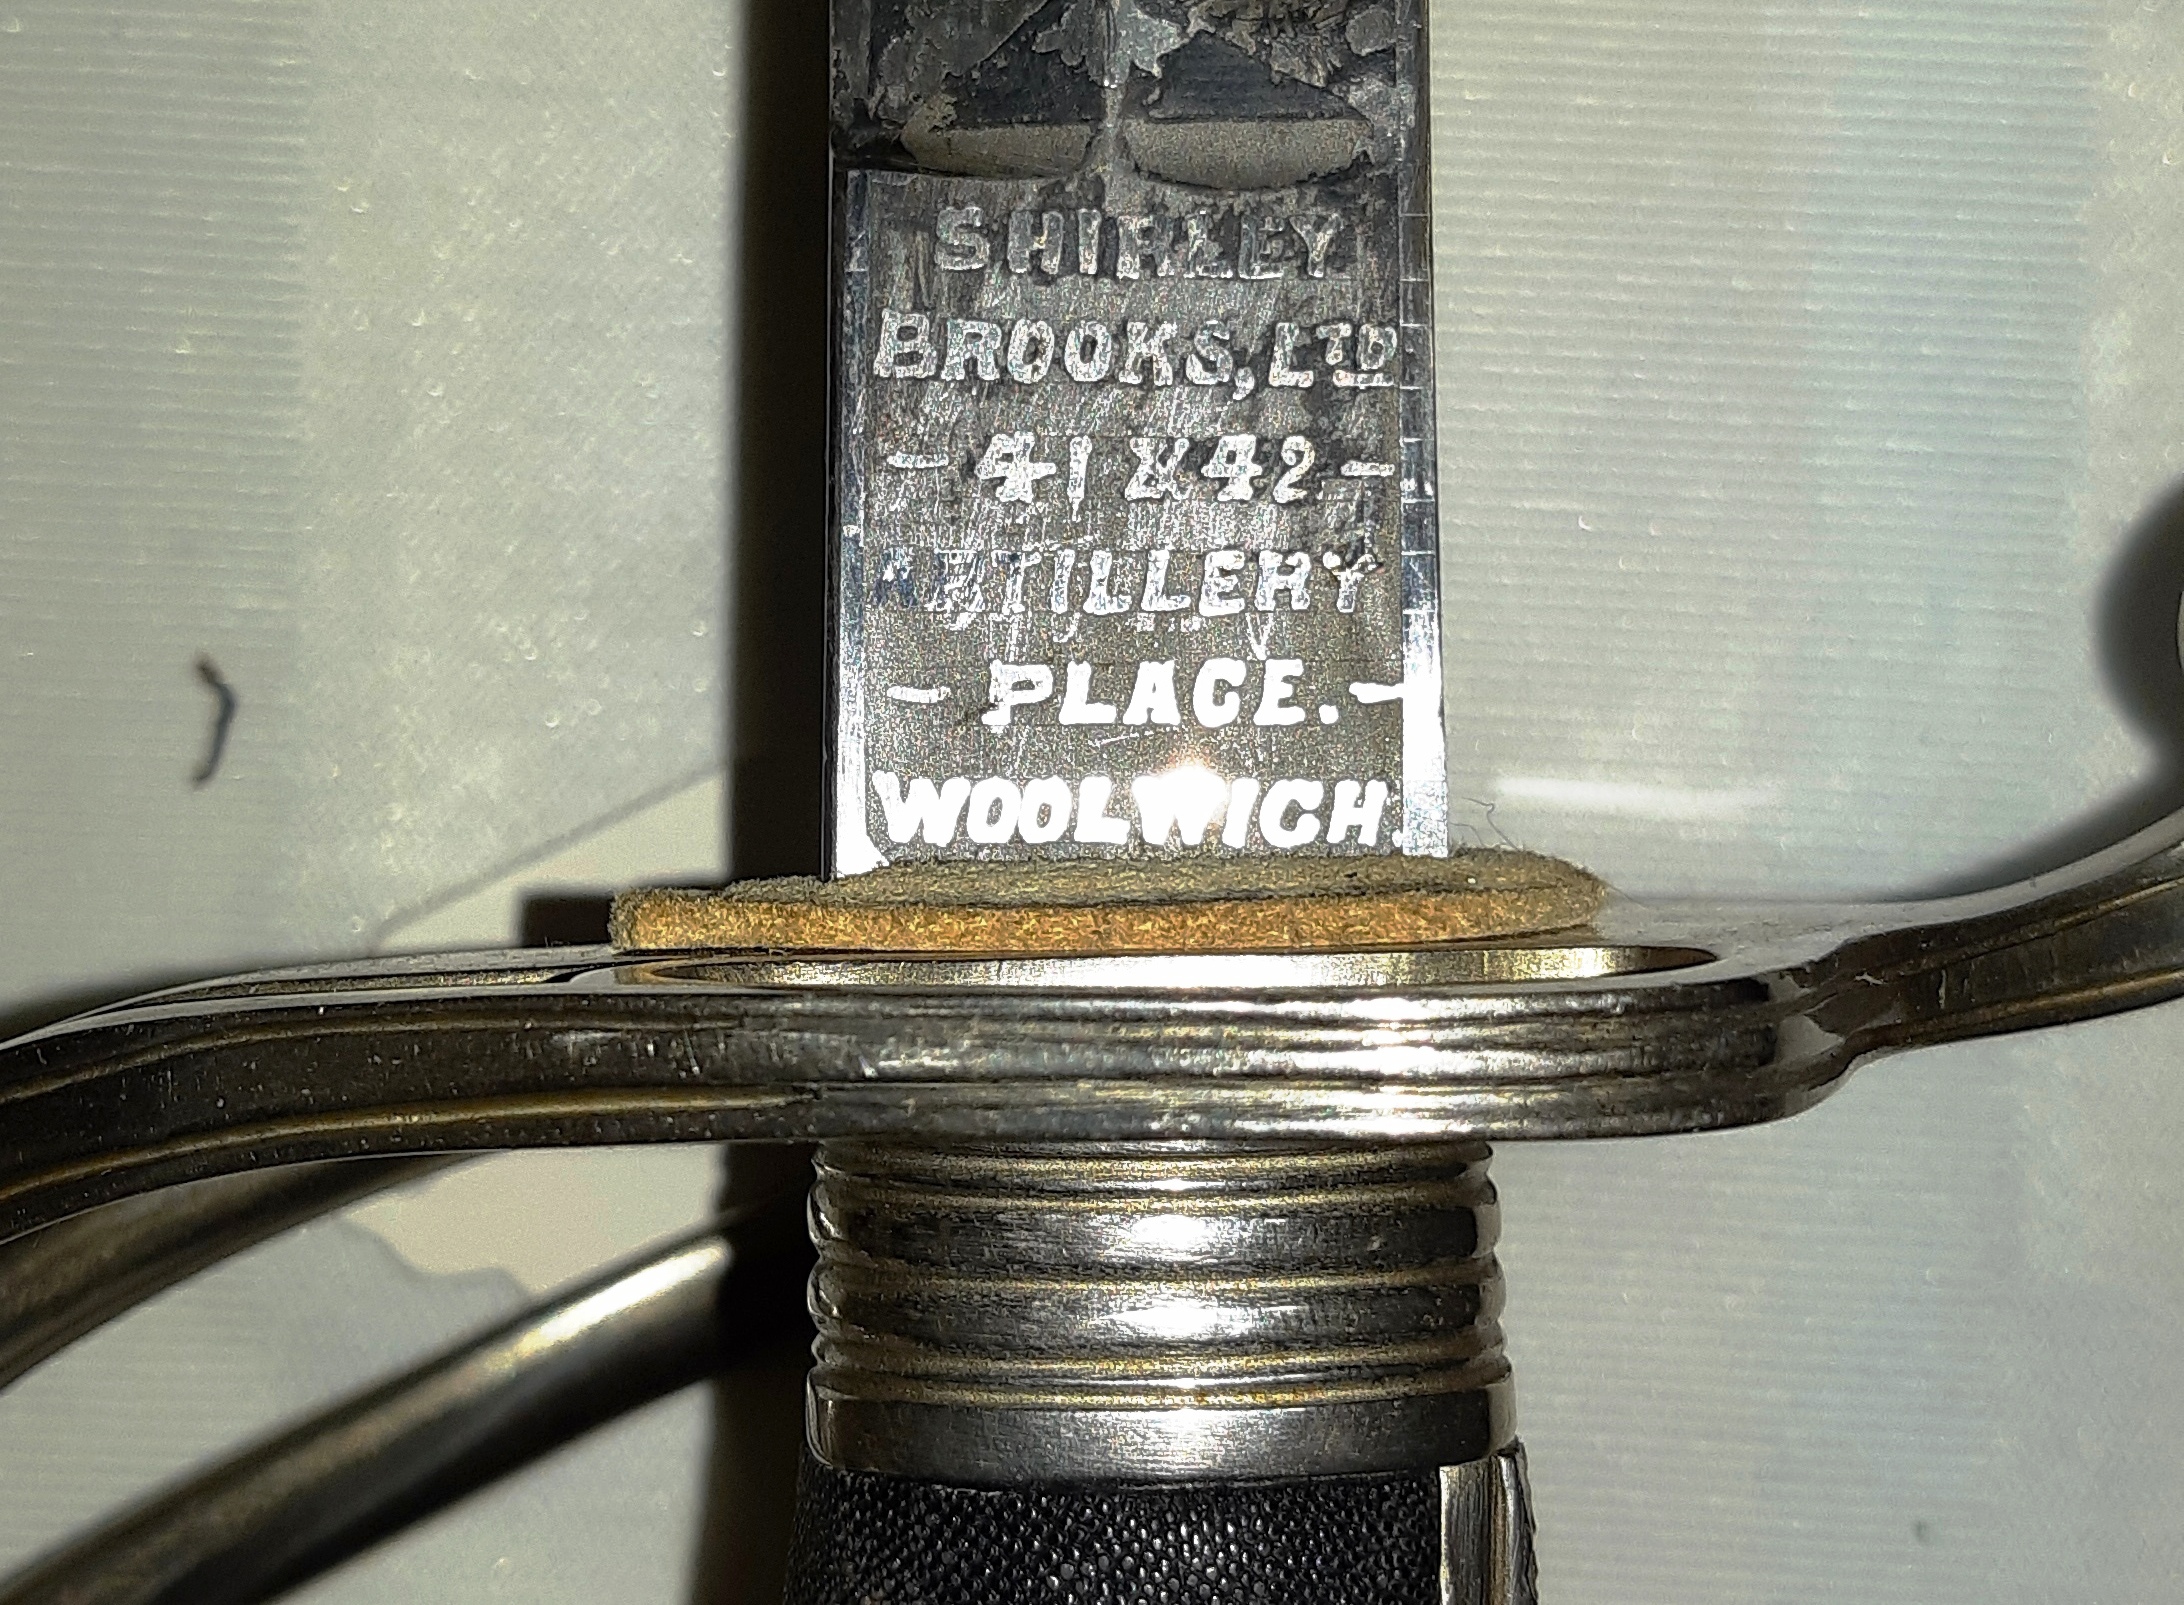 SHIRLEY
BROOKS, LTD
- 41 & 42 -
ARTILLERY
- PLACE. -
WOOLWICH.